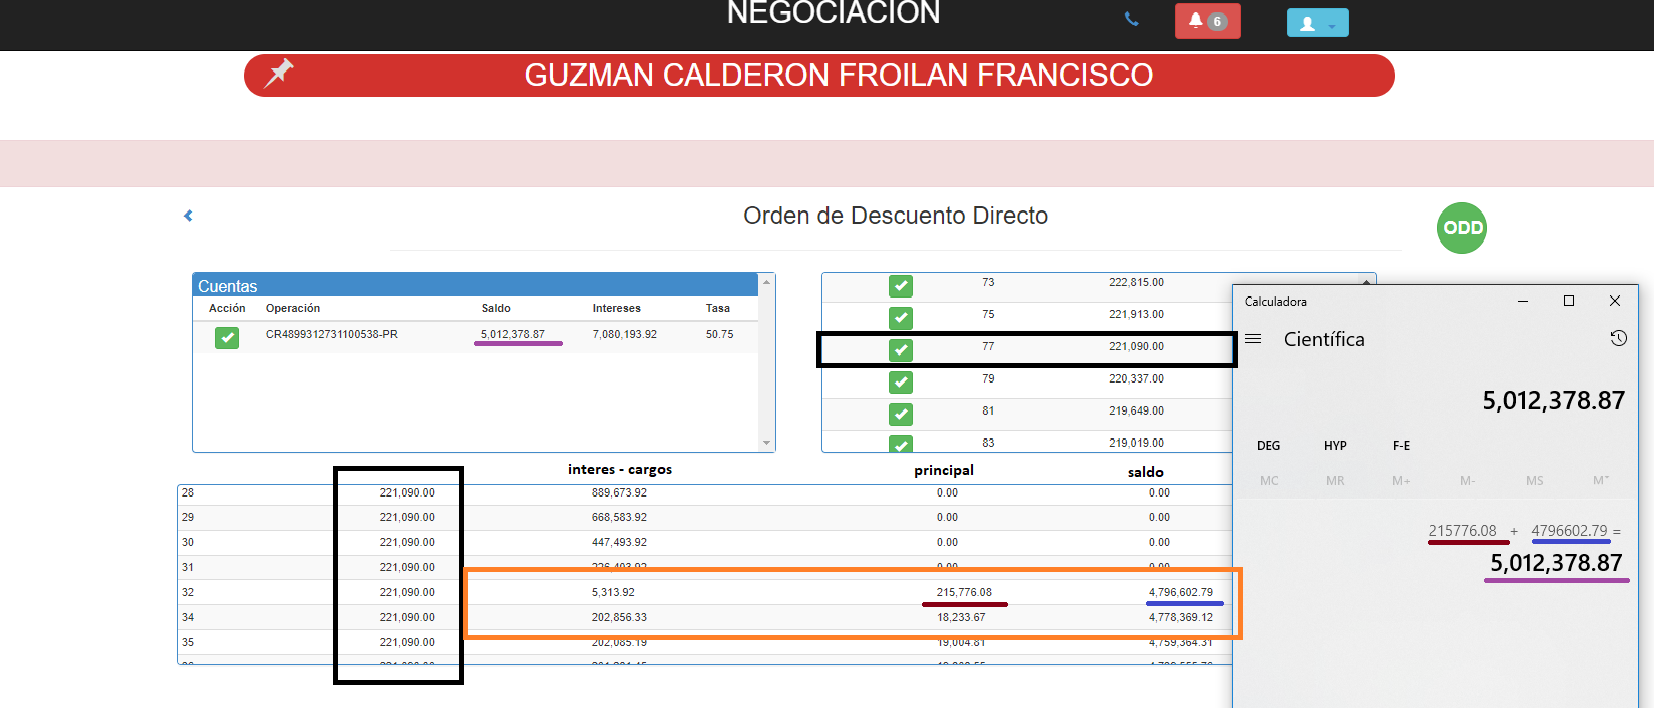 NEGOCIACION
6
GUZMAN CALDERON FROILAN FRANCISCO
Orden de Descuento Directo
ODD
Cuentas
Acción Operación Saldo Intereses Tasa
CR4899312731100538-PR 5,012,378.87 7,080,193.92 50.75
73 222,815.00
75 221,913.00
77 221,090.00
79 220,337.00
81 219,649.00
83 219,019.00
interes - cargos principal saldo
28 221,090.00 889,673.92 0.00 0.00
29 221,090.00 668,583.92 0.00 0.00
30 221,090.00 447,493.92 0.00 0.00
31 221,090.00 226,403.92 0.00 0.00
32 221,090.00 5,313.92 215,776.08 4,796,602.79
34 221,090.00 202,856.33 18,233.67 4,778,369.12
35 221,090.00 202,085.19 19,004.81 4,759,364.31
Calculadora
Científica
5,012,378.87
DEG HYP F-E
MC MR M+ M- MS M˅
215776.08 + 4796602.79 =
5,012,378.87